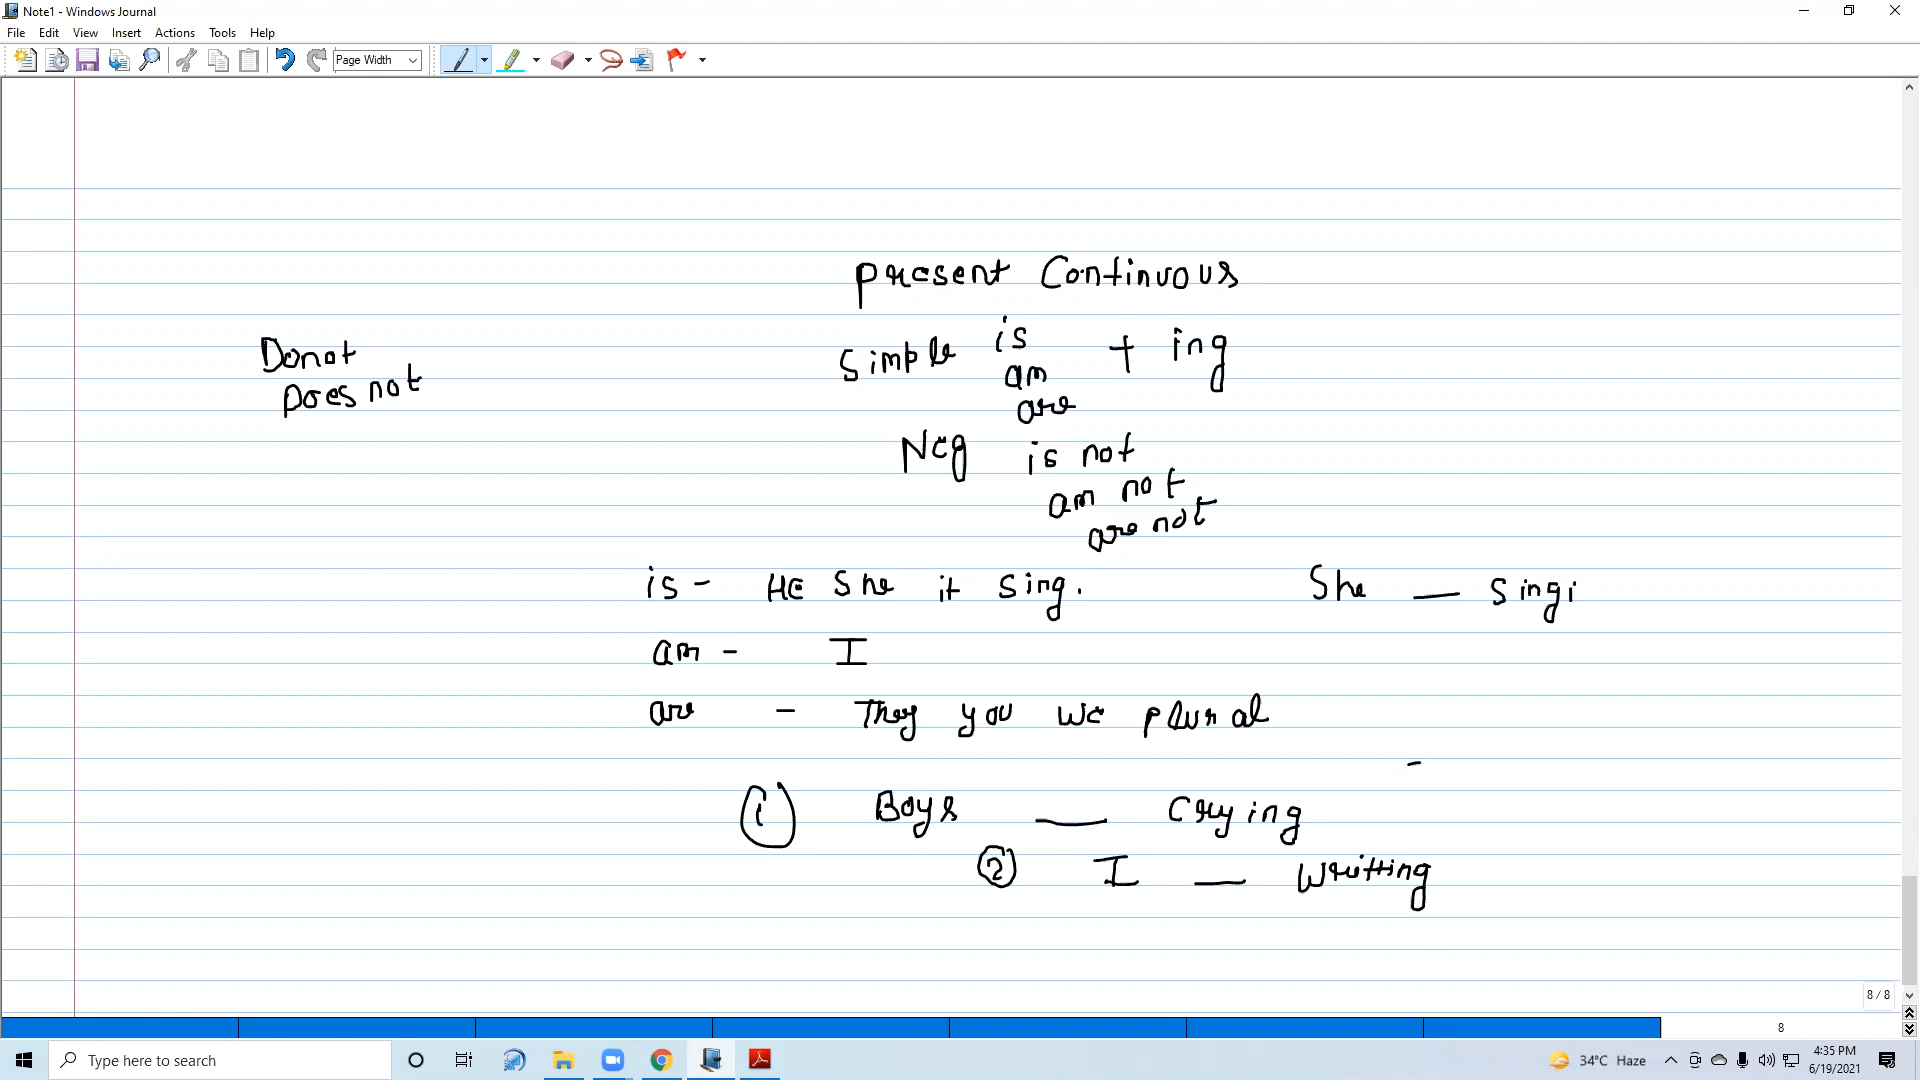 Note1 - Windows Journal
File Edit View Insert Actions Tools Help
Page Width
Present Continuous
Donot
Does not
Simple is + ing
am
are
Neg is not
am not
are not
is - HE She it Sing.
She — Singi
am - I
are - They you We plural
-
① Boys — Crying
② I — Writting
8 / 8
8
Type here to search
34°C Haze
4:35 PM
6/19/2021